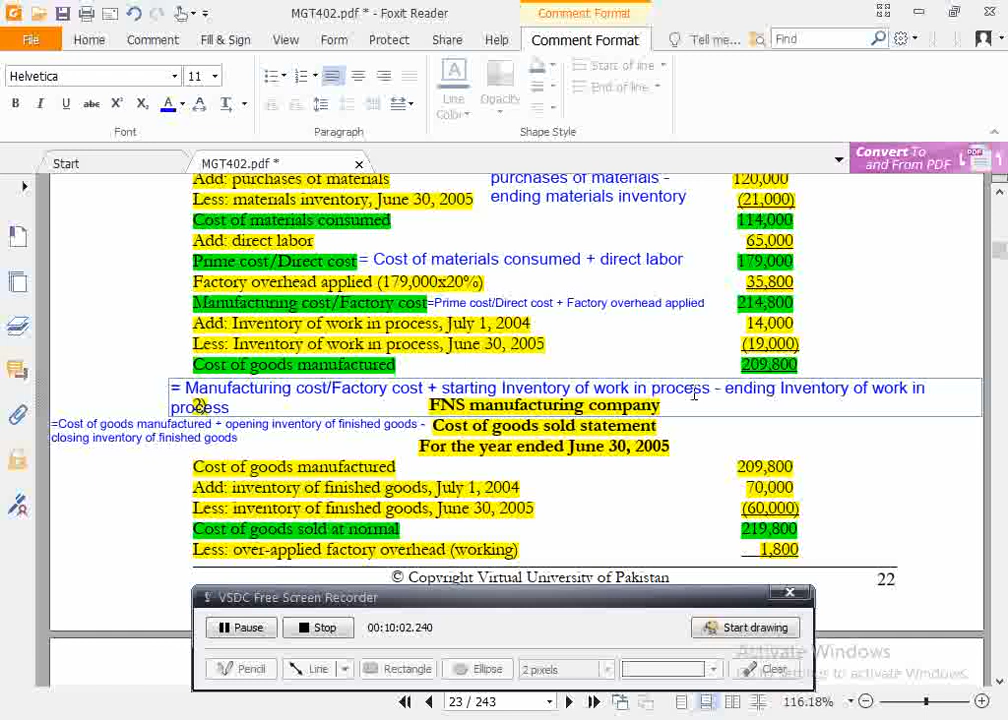 MGT402.pdf * - Foxit Reader
Comment Format
File Home Comment Fill & Sign View Form Protect Share Help Comment Format Tell me... Find
Helvetica 11
B I U abc X² X₂ A A T
Font
Paragraph
Line Color
Opacity
Start of line
End of line
Shape Style
Start
MGT402.pdf *
Convert To
and From PDF
PDF
Add: purchases of materials 120,000
purchases of materials -
ending materials inventory
Less: materials inventory, June 30, 2005 (21,000)
Cost of materials consumed 114,000
Add: direct labor 65,000
Prime cost/Direct cost = Cost of materials consumed + direct labor 179,000
Factory overhead applied (179,000x20%) 35,800
Manufacturing cost/Factory cost =Prime cost/Direct cost + Factory overhead applied 214,800
Add: Inventory of work in process, July 1, 2004 14,000
Less: Inventory of work in process, June 30, 2005 (19,000)
Cost of goods manufactured 209,800
= Manufacturing cost/Factory cost + starting Inventory of work in process - ending Inventory of work in
process
2) FNS manufacturing company
=Cost of goods manufactured + opening inventory of finished goods -
closing inventory of finished goods
Cost of goods sold statement
For the year ended June 30, 2005
Cost of goods manufactured 209,800
Add: inventory of finished goods, July 1, 2004 70,000
Less: inventory of finished goods, June 30, 2005 (60,000)
Cost of goods sold at normal 219,800
Less: over-applied factory overhead (working) 1,800
© Copyright Virtual University of Pakistan 22
VSDC Free Screen Recorder
Pause Stop 00:10:02.240 Start drawing
Pencil Line Rectangle Ellipse 2 pixels Clear
Activate Windows
Go to Settings to activate Windows.
23 / 243 116.18%